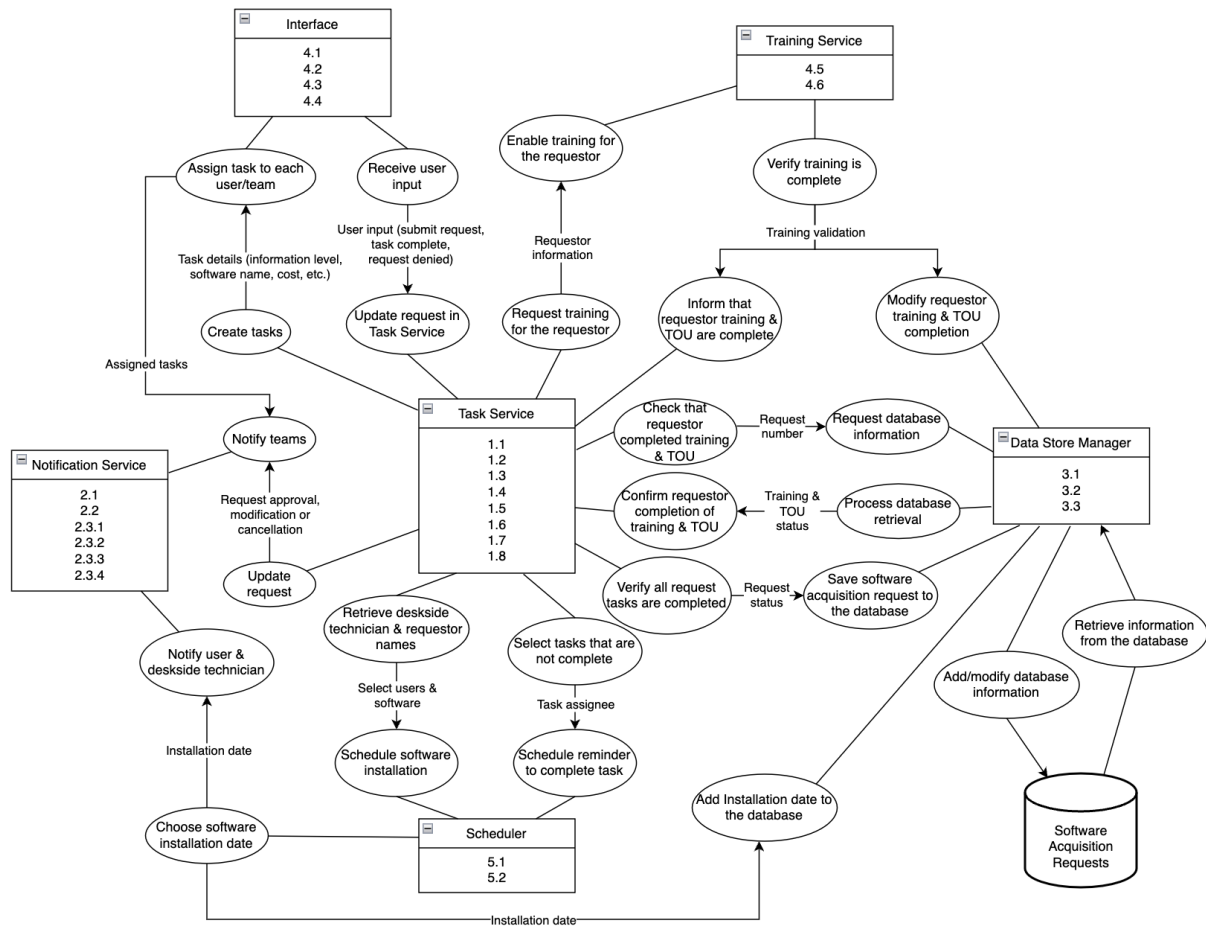 Interface
4.1
4.2
4.3
4.4
Training Service
4.5
4.6
Enable training for
the requestor
Verify training is
complete
Assign task to each
user/team
Receive user
input
User input (submit request,
task complete,
request denied)
Training validation
Requestor
information
Task details (information level,
software name, cost, etc.)
Create tasks
Update request in
Task Service
Request training
for the requestor
Inform that
requestor training &
TOU are complete
Modify requestor
training & TOU
completion
Assigned tasks
Task Service
1.1
1.2
1.3
1.4
1.5
1.6
1.7
1.8
Check that
requestor
completed training
& TOU
Request
number
Request database
information
Data Store Manager
3.1
3.2
3.3
Notify teams
Notification Service
2.1
2.2
2.3.1
2.3.2
2.3.3
2.3.4
Request approval,
modification or
cancellation
Confirm requestor
completion of
training & TOU
Training &
TOU
status
Process database
retrieval
Update
request
Verify all request
tasks are completed
Request
status
Save software
acquisition request to
the database
Retrieve deskside
technician & requestor
names
Select tasks that are
not complete
Retrieve information
from the database
Notify user &
deskside technician
Add/modify database
information
Select users &
software
Task assignee
Installation date
Schedule software
installation
Schedule reminder
to complete task
Add Installation date to
the database
Choose software
installation date
Scheduler
5.1
5.2
Software
Acquisition
Requests
Installation date